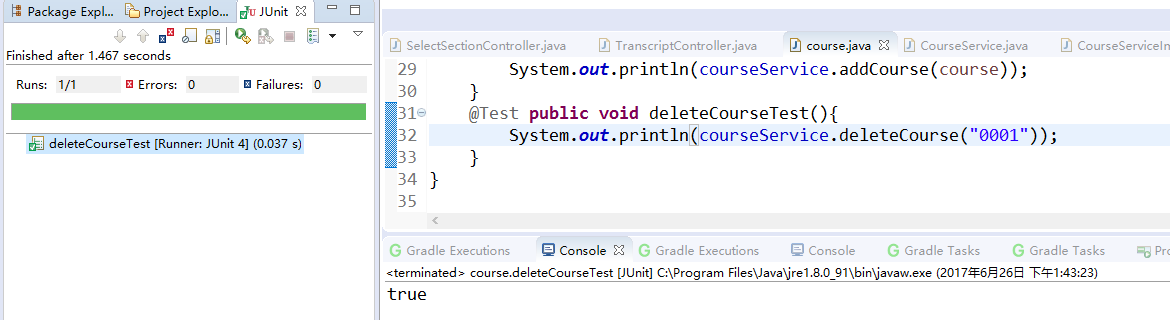 Package Expl... Project Explo... JUnit
Finished after 1.467 seconds
Runs: 1/1 Errors: 0 Failures: 0
deleteCourseTest [Runner: JUnit 4] (0.037 s)
SelectSectionController.java TranscriptController.java course.java CourseService.java CourseServiceIn
29 System.out.println(courseService.addCourse(course));
30 }
31 @Test public void deleteCourseTest(){
32 System.out.println(courseService.deleteCourse("0001"));
33 }
34 }
35
Gradle Executions Console Gradle Executions Console Gradle Tasks Gradle Tasks Pr
<terminated> course.deleteCourseTest [JUnit] C:\Program Files\Java\jre1.8.0_91\bin\javaw.exe (2017年6月26日 下午1:43:23)
true